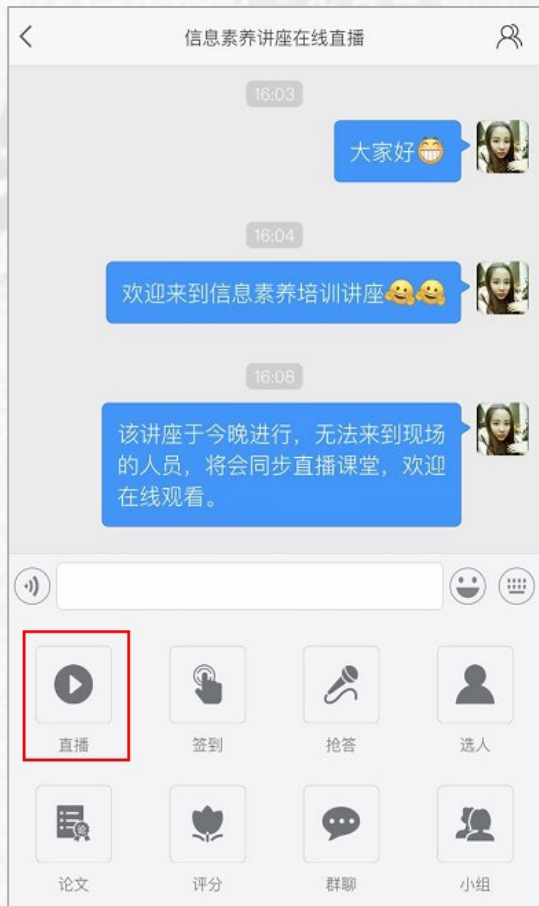 信息素养讲座在线直播
16:03
大家好
16:04
欢迎来到信息素养培训讲座
16:08
该讲座于今晚进行，无法来到现场
的人员，将会同步直播课堂，欢迎
在线观看。
直播
签到
抢答
选人
论
论文
评分
群聊
小组